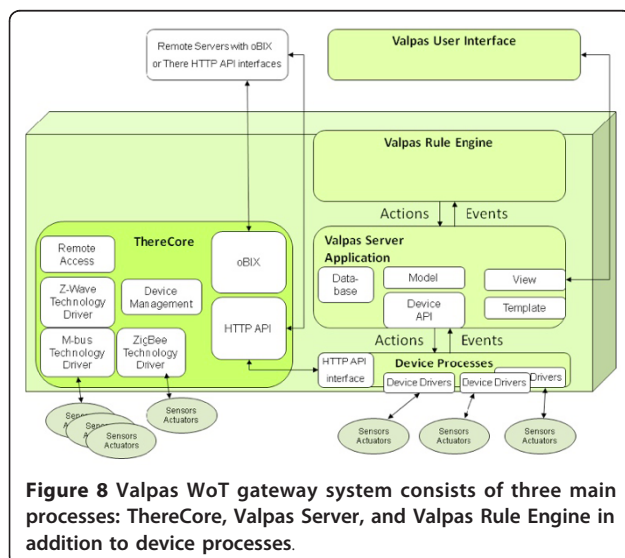 Remote Servers with oBIX
or There HTTP API interfaces
Valpas User Interface
Valpas Rule Engine
Actions
Events
ThereCore
Remote
Access
Z-Wave
Technology
Driver
Device
Management
M-bus
Technology
Driver
ZigBee
Technology
Driver
oBIX
HTTP API
Valpas Server
Application
Data-
base
Model
Device
API
View
Template
Actions
Events
Device Processes
HTTP API
interface
Device Drivers
Device Drivers
Drivers
Sensors
Actuators
Sensors
Actuators
Sensors
Actuators
Sensors
Actuators
Sensors
Actuators
Sensors
Actuators
Figure 8 Valpas WoT gateway system consists of three main
processes: ThereCore, Valpas Server, and Valpas Rule Engine in
addition to device processes.